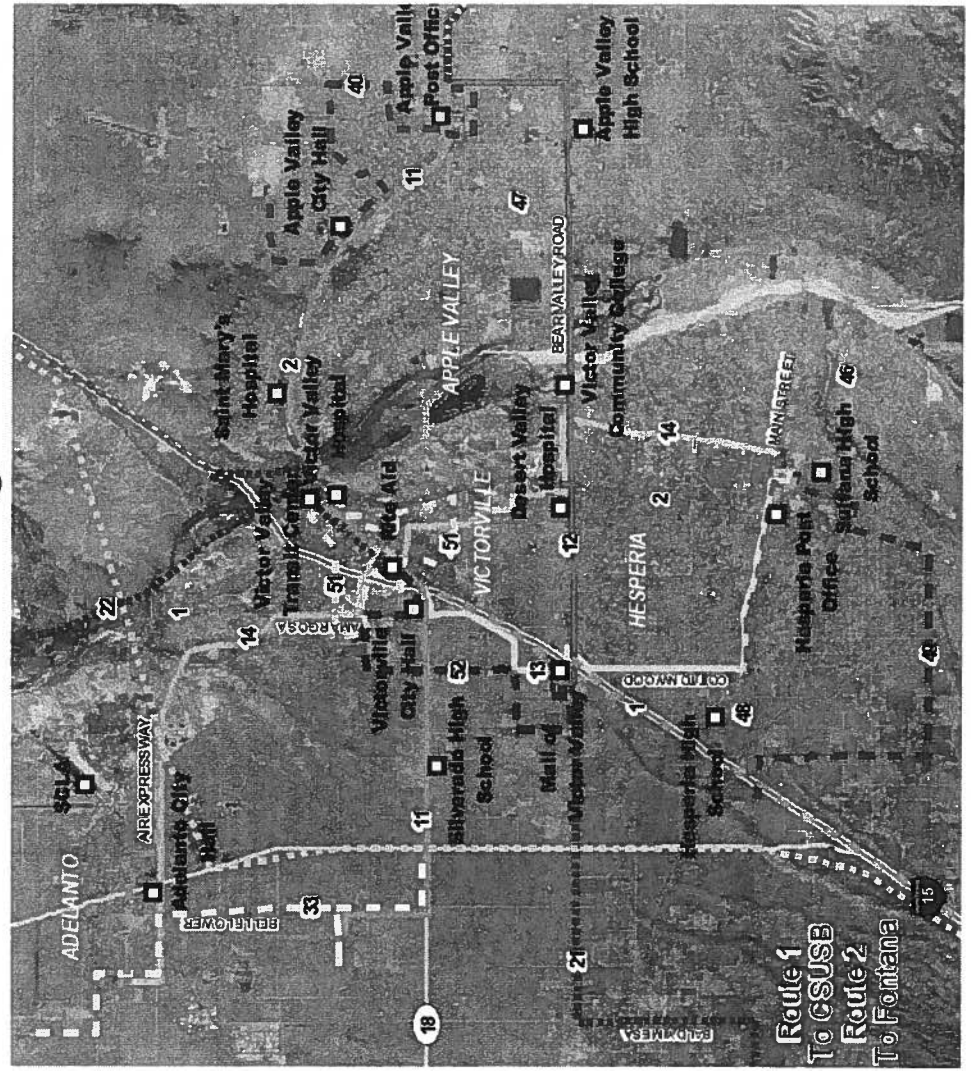 ADELANTO
SCLA
AIR EXPRESSWAY
Adelanto City
Hall
BELLFLOWER
33
22
1
14
AMARGOSA
51
Saint Mary's
Hospital
2
Victor Valley
Hospital
Victor Valley
Transit Center
Rite Aid
Victorville
City Hall
Apple Valley
City Hall
40
Apple Valle
Post Offic
11
47
APPLE VALLEY
VICTORVILLE
51
Desert Valley
Hospital
BEAR VALLEY ROAD
Apple Valley
High School
Victor Valley
Community College
12
52
13
11
Silverado High
School
Mall of
Victor Valley
18
21
BALDY MESA
HESPERIA
2
14
MAIN STREET
46
Sultana High
School
Hesperia Post
Office
1
48
Hesperia High
School
15
Route 1
To CSUSB
Route 2
To Fontana